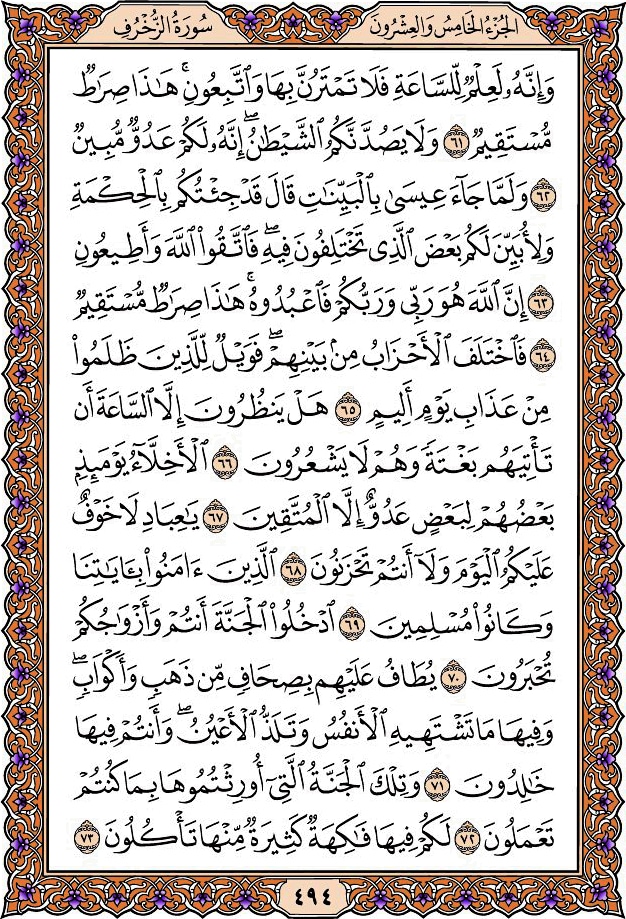 الجُزْءُ الخَامِسُ وَالعِشْرُونَ
سُورَةُ الزُّخْرُفِ
وَإِنَّهُۥ لَعِلْمٌ لِّلسَّاعَةِ فَلَا تَمْتَرُنَّ بِهَا وَٱتَّبِعُونِۚ هَٰذَا صِرَٰطٌ
مُّسْتَقِيمٌ ٦١ وَلَا يَصُدَّنَّكُمُ ٱلشَّيْطَٰنُۖ إِنَّهُۥ لَكُمْ عَدُوٌّ مُّبِينٌ
٦٢ وَلَمَّا جَآءَ عِيسَىٰ بِٱلْبَيِّنَٰتِ قَالَ قَدْ جِئْتُكُم بِٱلْحِكْمَةِ
وَلِأُبَيِّنَ لَكُم بَعْضَ ٱلَّذِى تَخْتَلِفُونَ فِيهِۖ فَٱتَّقُوا۟ ٱللَّهَ وَأَطِيعُونِ
٦٣ إِنَّ ٱللَّهَ هُوَ رَبِّى وَرَبُّكُمْ فَٱعْبُدُوهُۚ هَٰذَا صِرَٰطٌ مُّسْتَقِيمٌ
٦٤ فَٱخْتَلَفَ ٱلْأَحْزَابُ مِنۢ بَيْنِهِمْۖ فَوَيْلٌ لِّلَّذِينَ ظَلَمُوا۟
مِنْ عَذَابِ يَوْمٍ أَلِيمٍ ٦٥ هَلْ يَنظُرُونَ إِلَّا ٱلسَّاعَةَ أَن
تَأْتِيَهُم بَغْتَةً وَهُمْ لَا يَشْعُرُونَ ٦٦ ٱلْأَخِلَّآءُ يَوْمَئِذٍۭ
بَعْضُهُمْ لِبَعْضٍ عَدُوٌّ إِلَّا ٱلْمُتَّقِينَ ٦٧ يَٰعِبَادِ لَا خَوْفٌ
عَلَيْكُمُ ٱلْيَوْمَ وَلَآ أَنتُمْ تَحْزَنُونَ ٦٨ ٱلَّذِينَ ءَامَنُوا۟ بِـَٔايَٰتِنَا
وَكَانُوا۟ مُسْلِمِينَ ٦٩ ٱدْخُلُوا۟ ٱلْجَنَّةَ أَنتُمْ وَأَزْوَٰجُكُمْ
تُحْبَرُونَ ٧٠ يُطَافُ عَلَيْهِم بِصِحَافٍ مِّن ذَهَبٍ وَأَكْوَابٍۖ
وَفِيهَا مَا تَشْتَهِيهِ ٱلْأَنفُسُ وَتَلَذُّ ٱلْأَعْيُنُۖ وَأَنتُمْ فِيهَا
خَٰلِدُونَ ٧١ وَتِلْكَ ٱلْجَنَّةُ ٱلَّتِىٓ أُورِثْتُمُوهَا بِمَا كُنتُمْ
تَعْمَلُونَ ٧٢ لَكُمْ فِيهَا فَٰكِهَةٌ كَثِيرَةٌ مِّنْهَا تَأْكُلُونَ ٧٣
٤٩٤